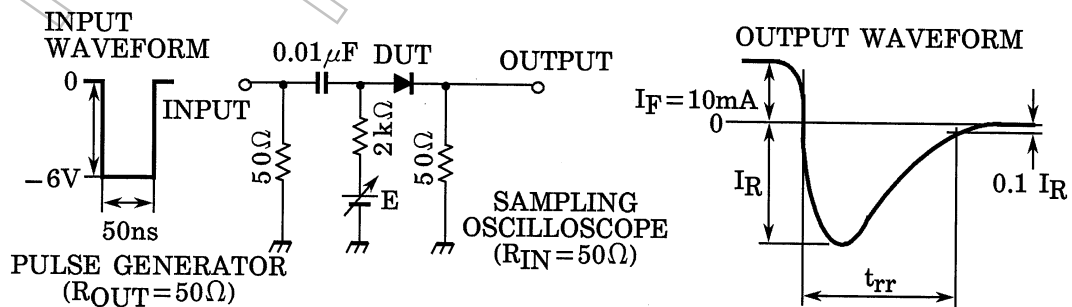 INPUT
WAVEFORM
0
−6V
50ns
INPUT
0.01μF
DUT
OUTPUT
50Ω
2kΩ
E
50Ω
PULSE GENERATOR
(ROUT=50Ω)
SAMPLING
OSCILLOSCOPE
(RIN=50Ω)
OUTPUT WAVEFORM
IF=10mA
0
IR
0.1 IR
trr